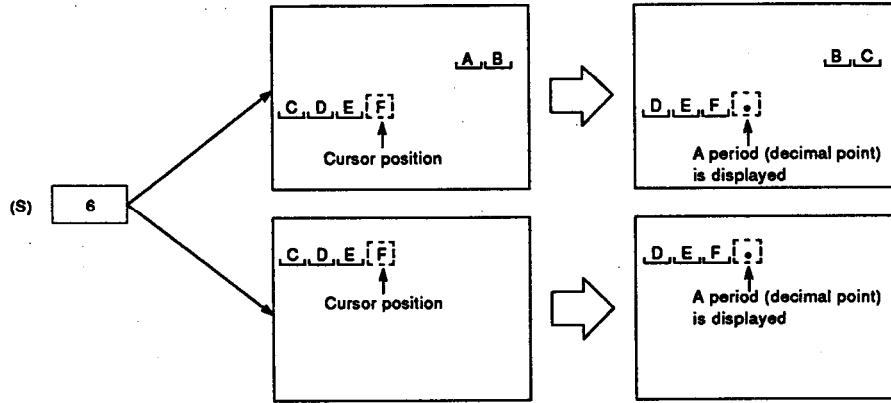 A B
B C
C D E F
D E F .
Cursor position
A period (decimal point)
is displayed
(S) 6
C D E F
D E F .
Cursor position
A period (decimal point)
is displayed